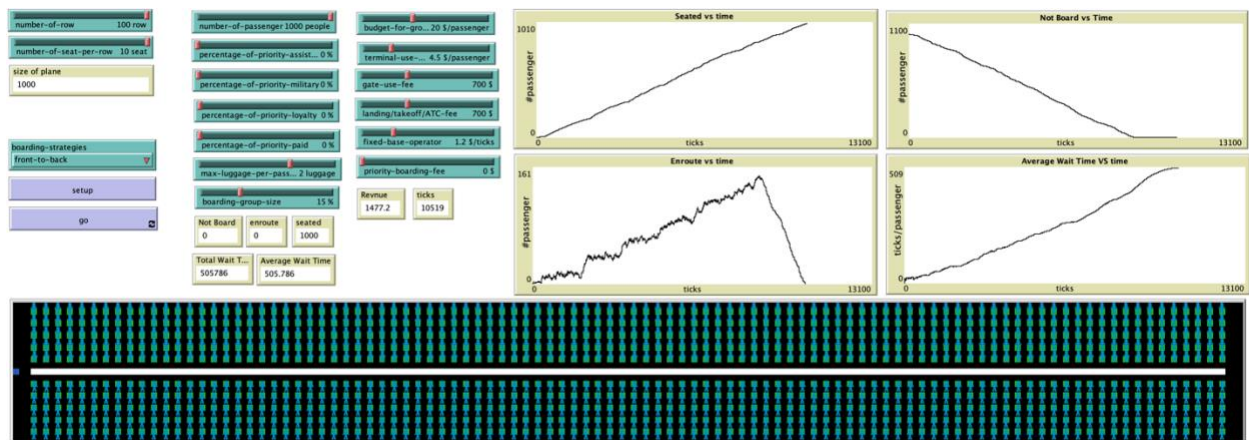 number-of-row 100 row
number-of-seat-per-row 10 seat
size of plane
1000
boarding-strategies
front-to-back
setup
go
number-of-passenger 1000 people
percentage-of-priority-assist... 0 %
percentage-of-priority-military 0 %
percentage-of-priority-loyalty 0 %
percentage-of-priority-paid 0 %
max-luggage-per-pass... 2 luggage
boarding-group-size 15 %
Not Board
0
enroute
0
seated
1000
Total Wait T...
505786
Average Wait Time
505.786
budget-for-gro... 20 $/passenger
terminal-use-... 4.5 $/passenger
gate-use-fee 700 $
landing/takeoff/ATC-fee 700 $
fixed-base-operator 1.2 $/ticks
priority-boarding-fee 0 $
Revnue
1477.2
ticks
10519
Seated vs time
1010
#passenger
0
0
ticks
13100
Not Board vs Time
1100
#passenger
0
0
ticks
13100
Enroute vs time
161
#passenger
0
0
ticks
13100
Average Wait Time VS time
509
ticks/passenger
0
0
ticks
13100